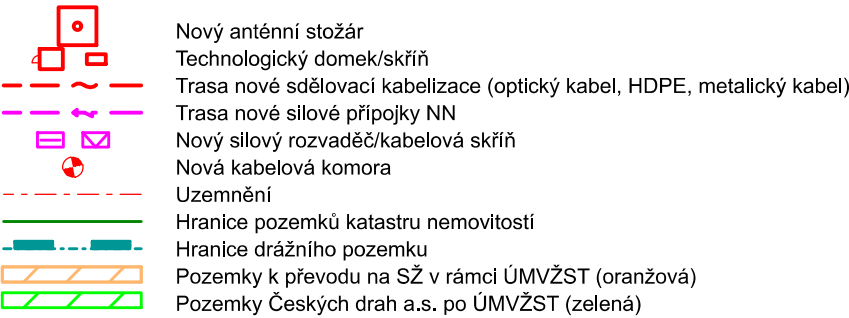 Nový anténní stožár
Technologický domek/skříň
Trasa nové sdělovací kabelizace (optický kabel, HDPE, metalický kabel)
Trasa nové silové přípojky NN
Nový silový rozvaděč/kabelová skříň
Nová kabelová komora
Uzemnění
Hranice pozemků katastru nemovitostí
Hranice drážního pozemku
Pozemky k převodu na SŽ v rámci ÚMVŽST (oranžová)
Pozemky Českých drah a.s. po ÚMVŽST (zelená)